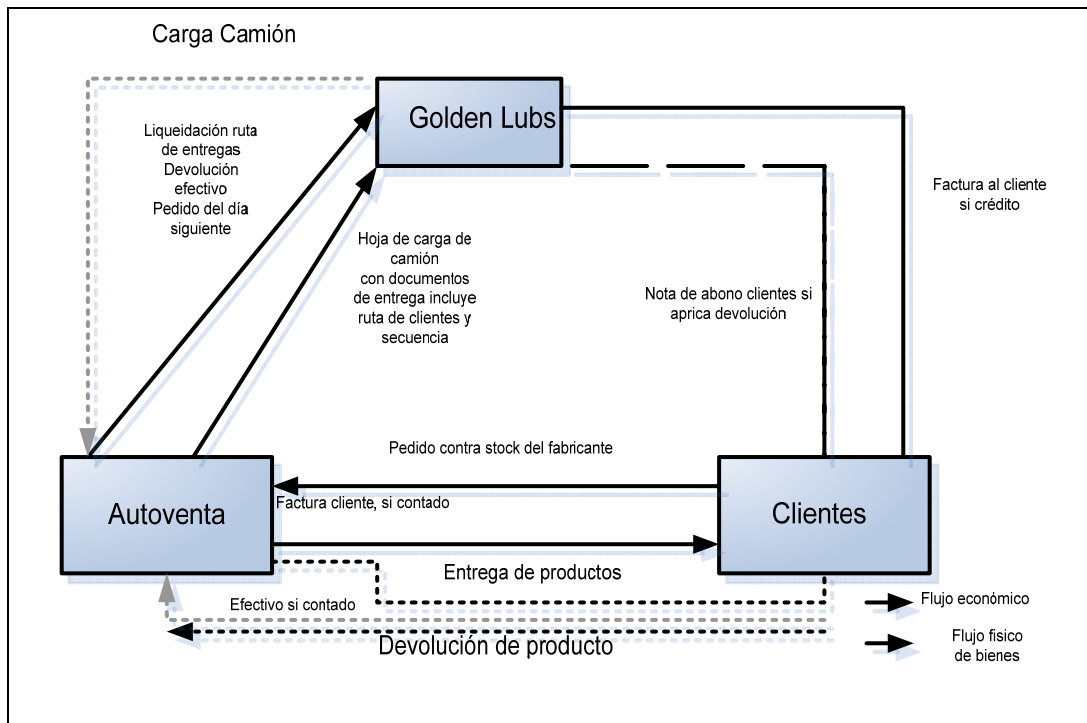 Carga Camión
Golden Lubs
Liqueidación ruta
de entregas
Devolución
efectivo
Pedido del día
siguiente
Factura al cliente
si crédito
Hoja de carga de
camión
con documentos
de entrega incluye
ruta de clientes y
secuencia
Nota de abono clientes si
aprica devolución
Pedido contra stock del fabricante
Factura cliente, si contado
Autoventa
Clientes
Entrega de productos
Efectivo si contado
Devolución de producto
Flujo económico
Flujo fisico
de bienes